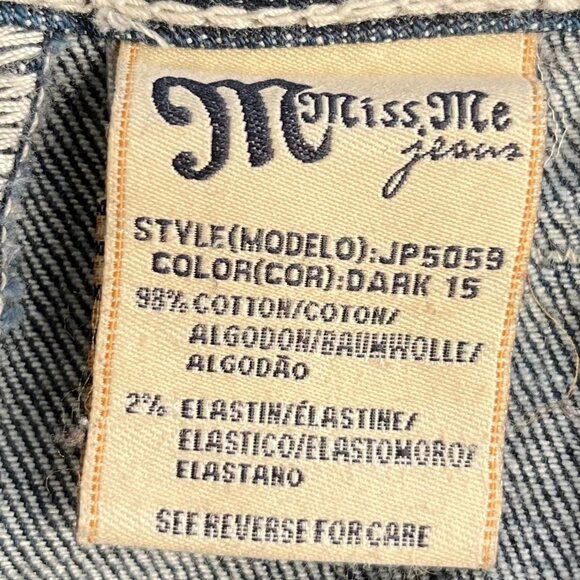 M Miss Me
jesus
STYLE(MODELO):JP5059
COLOR(COR):DARK 15
98% COTTON/COTON/
ALGODON/BAUMWOLLE/
ALGODÃO
2% ELASTIN/ÉLASTINE/
ELASTICO/ELASTOMORO/
ELASTANO
SEE REVERSE FOR CARE